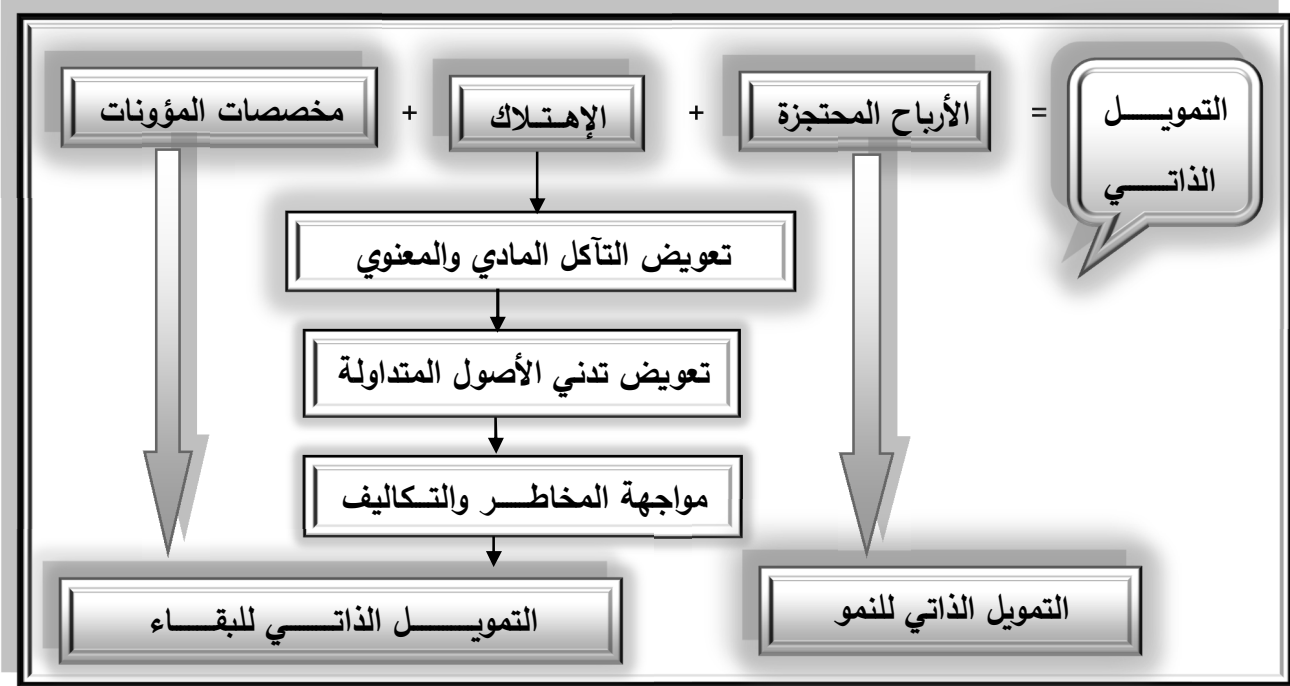 التمويل
الذاتي
=
الأرباح المحتجزة
+
الإهتلاك
+
مخصصات المؤونات
تعويض التآكل المادي والمعنوي
تعويض تدني الأصول المتداولة
مواجهة المخاطر والتكاليف
التمويل الذاتي للنمو
التمويل الذاتي للبقاء